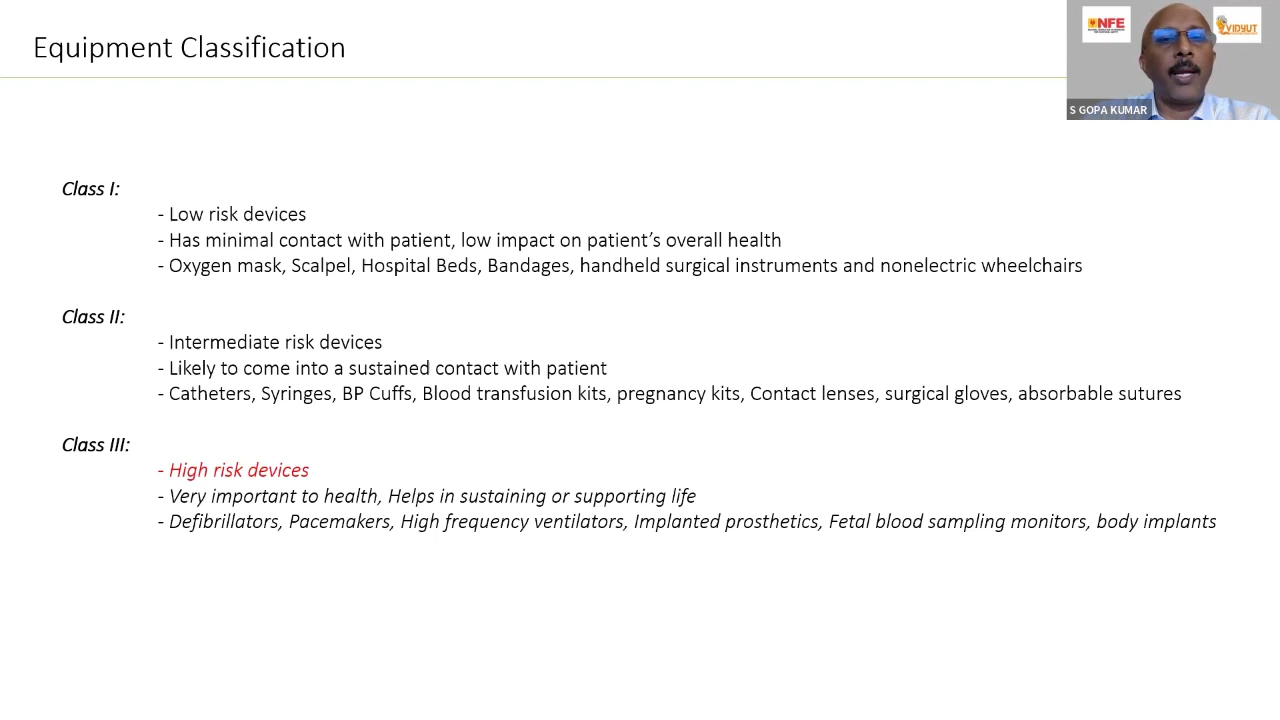 Equipment Classification
NFE
VIDYUT
S GOPA KUMAR
Class I:
- Low risk devices
- Has minimal contact with patient, low impact on patient’s overall health
- Oxygen mask, Scalpel, Hospital Beds, Bandages, handheld surgical instruments and nonelectric wheelchairs
Class II:
- Intermediate risk devices
- Likely to come into a sustained contact with patient
- Catheters, Syringes, BP Cuffs, Blood transfusion kits, pregnancy kits, Contact lenses, surgical gloves, absorbable sutures
Class III:
- High risk devices
- Very important to health, Helps in sustaining or supporting life
- Defibrillators, Pacemakers, High frequency ventilators, Implanted prosthetics, Fetal blood sampling monitors, body implants